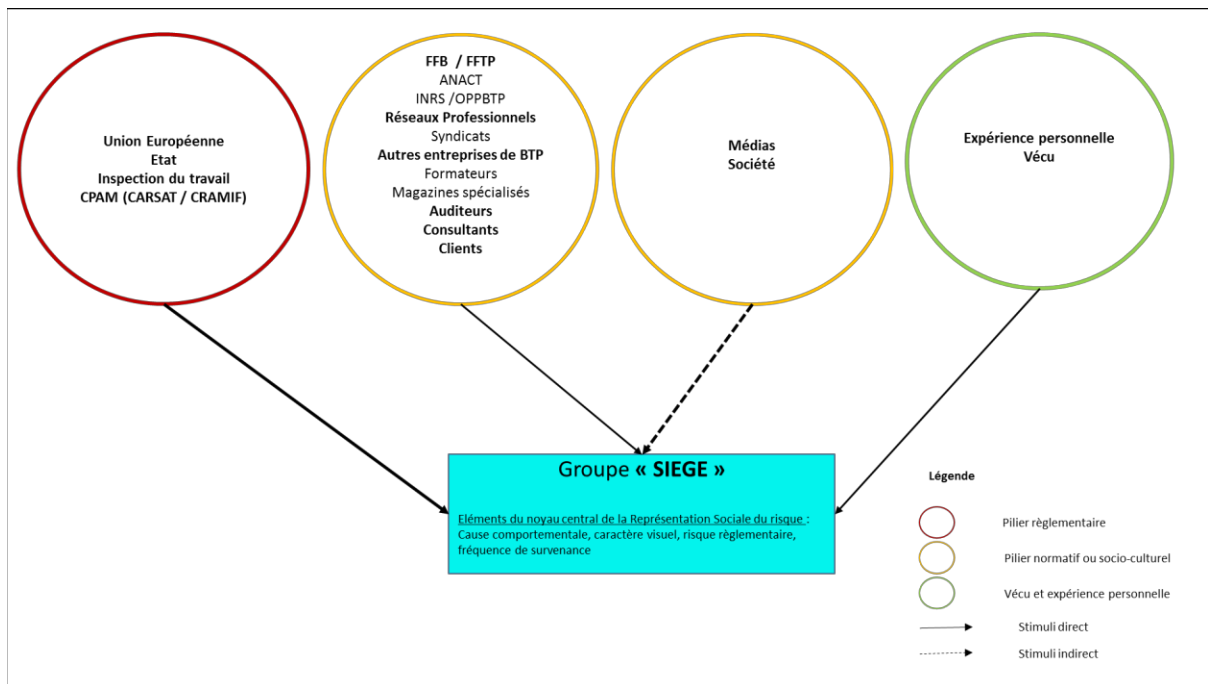 Union Européenne
Etat
Inspection du travail
CPAM (CARSAT / CRAMIF)
FFB / FFTP
ANACT
INRS /OPPBTP
Réseaux Professionnels
Syndicats
Autres entreprises de BTP
Formateurs
Magazines spécialisés
Auditeurs
Consultants
Clients
Médias
Société
Expérience personnelle
Vécu
Groupe « SIEGE »
Eléments du noyau central de la Représentation Sociale du risque :
Cause comportementale, caractère visuel, risque règlementaire,
fréquence de survenance
Légende
Pilier règlementaire
Pilier normatif ou socio-culturel
Vécu et expérience personnelle
Stimuli direct
Stimuli indirect